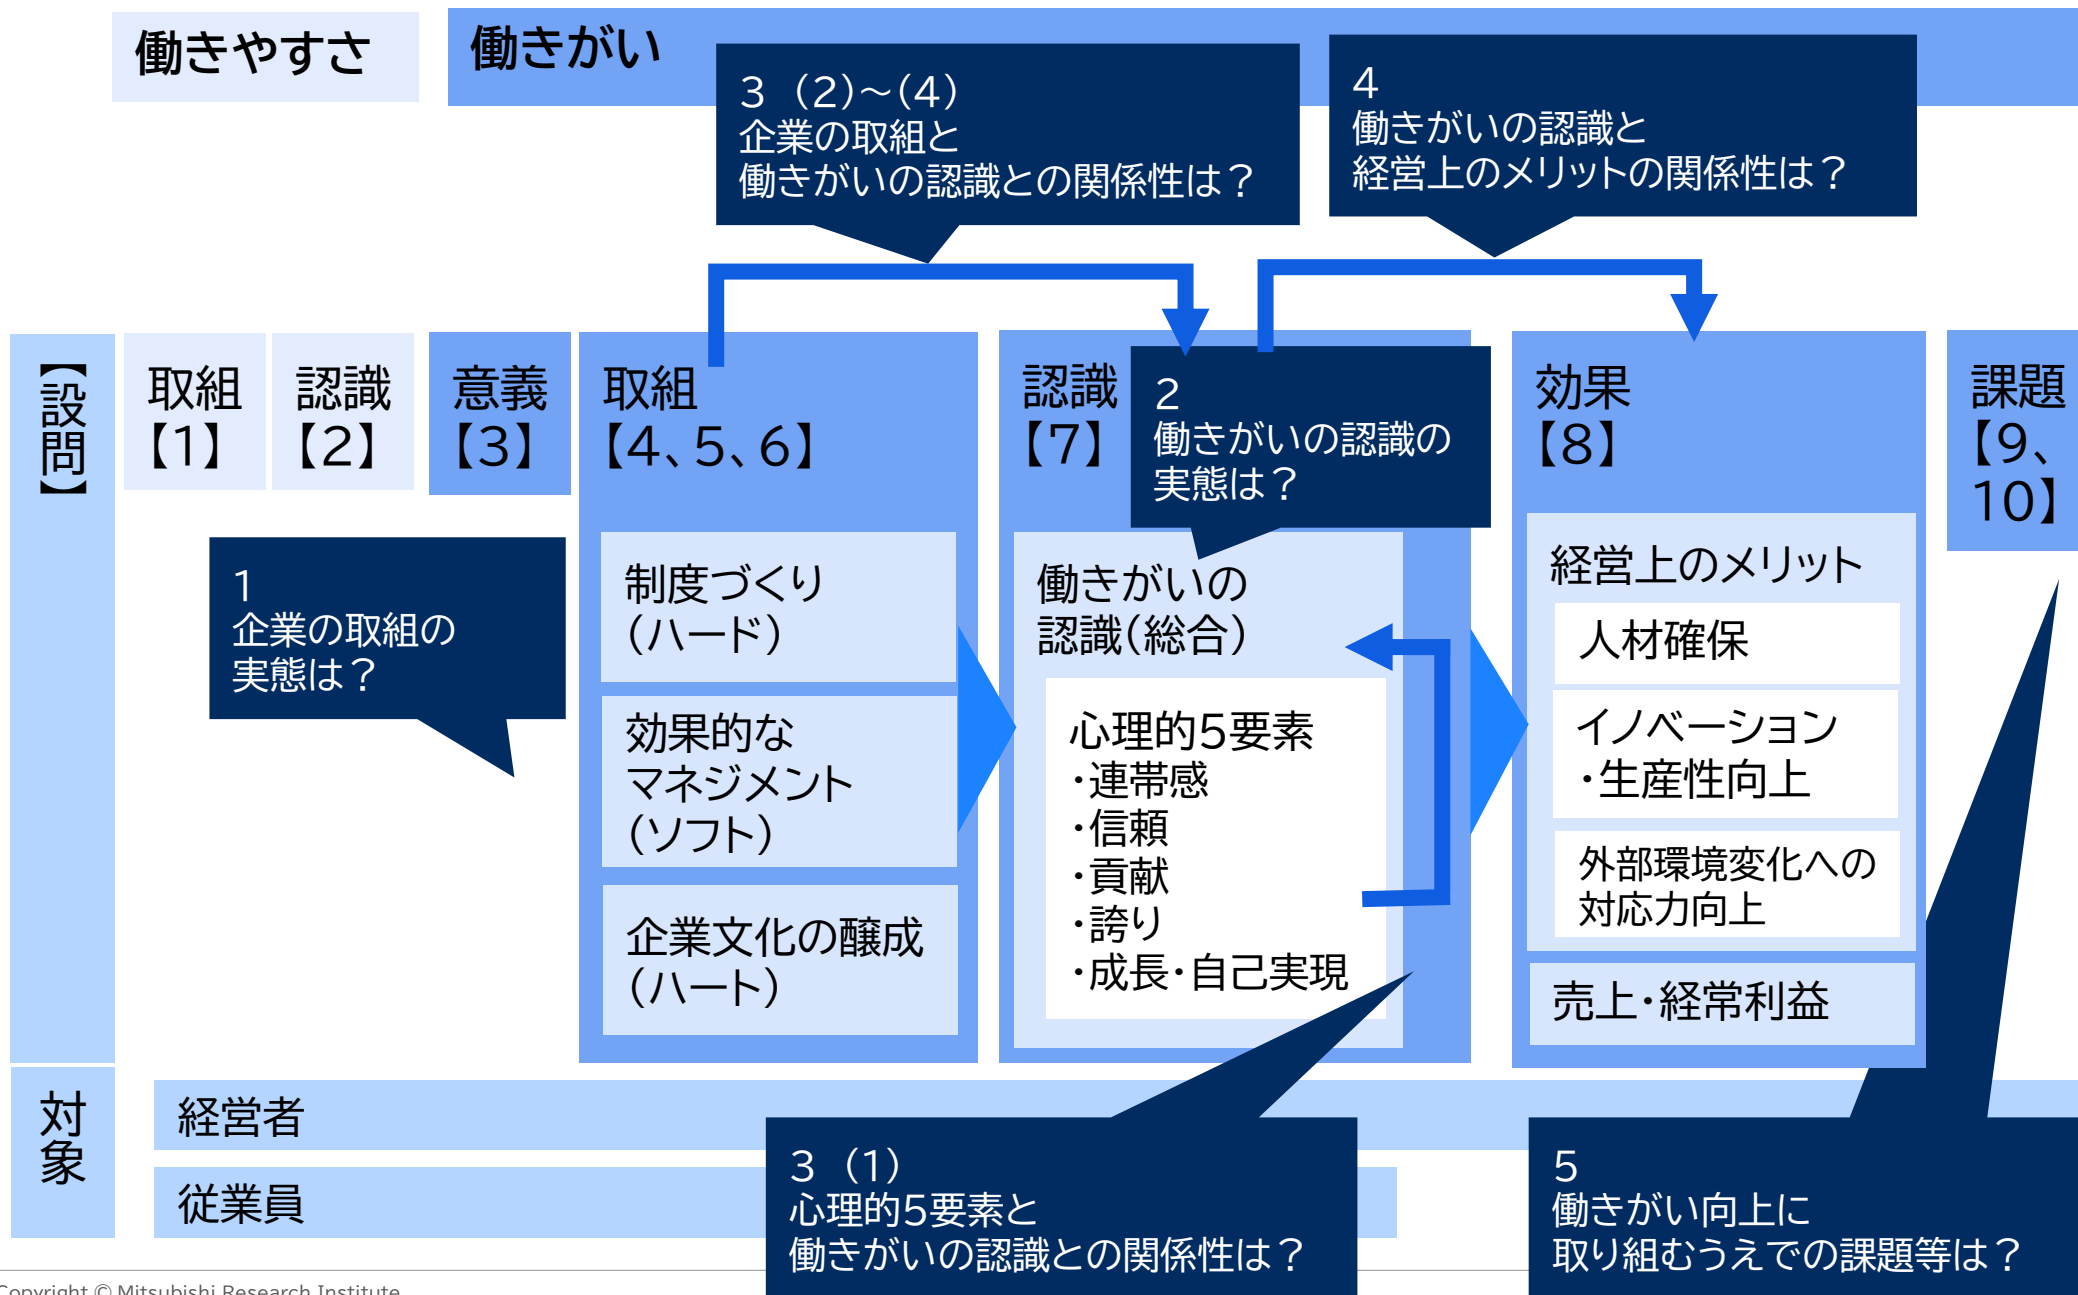 働きやすさ
働きがい
3 (2)～(4)
企業の取組と
働きがいの認識との関係性は？
4
働きがいの認識と
経営上のメリットの関係性は？
【設問】
取組
【1】
認識
【2】
意義
【3】
取組
【4、5、6】
認識
【7】
2
働きがいの認識の
実態は？
効果
【8】
課題
【9、
10】
1
企業の取組の
実態は？
制度づくり
(ハード)
効果的な
マネジメント
(ソフト)
企業文化の醸成
(ハート)
働きがいの
認識(総合)
心理的5要素
・連帯感
・信頼
・貢献
・誇り
・成長・自己実現
経営上のメリット
人材確保
イノベーション
・生産性向上
外部環境変化への
対応力向上
売上・経常利益
対象
経営者
従業員
3 (1)
心理的5要素と
働きがいの認識との関係性は？
5
働きがい向上に
取り組むうえでの課題等は？
Copyright © Mitsubishi Research Institute